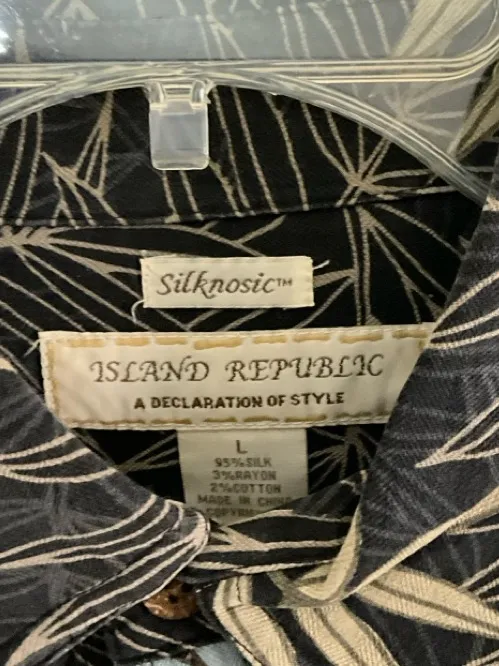 Silknosic™
ISLAND REPUBLIC
A DECLARATION OF STYLE
L
95% SILK
3% RAYON
2% COTTON
MADE IN CHINA